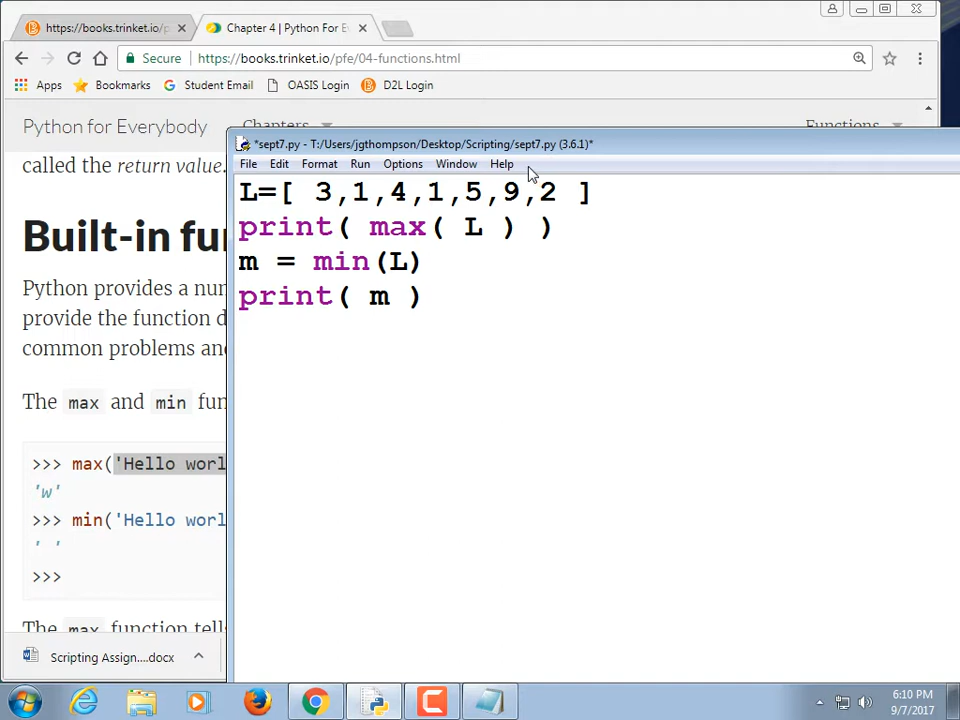 https://books.trinket.io/p
Chapter 4 | Python For E
Secure
https://books.trinket.io/pfe/04-functions.html
Apps
Bookmarks
Student Email
OASIS Login
D2L Login
Python for Everybody
Chapters
Functions
called the return value.
*sept7.py - T:/Users/jgthompson/Desktop/Scripting/sept7.py (3.6.1)*
File Edit Format Run Options Window Help
L=[ 3,1,4,1,5,9,2 ]
print( max( L ) )
m = min(L)
print( m )
Built-in fu
Python provides a nu
provide the function d
common problems an
The max and min fun
>>> max('Hello worl
'w'
>>> min('Hello worl
' '
>>>
The max function tells
Scripting Assign....docx
6:10 PM
9/7/2017